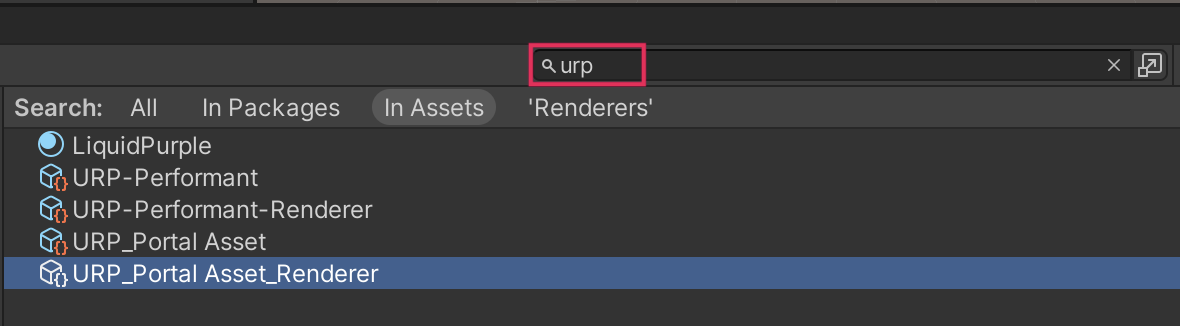 urp
Search: All In Packages In Assets 'Renderers'
LiquidPurple
URP-Performant
URP-Performant-Renderer
URP_Portal Asset
URP_Portal Asset_Renderer